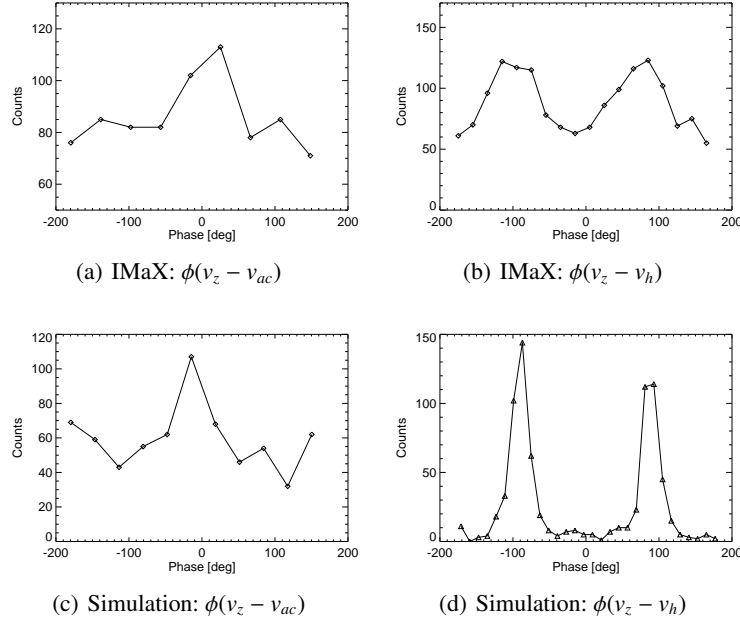 120
100
80
60
Counts
-200 -100 0 100 200
Phase [deg]
(a) IMaX: ϕ(v_z − v_ac)
150
100
50
0
Counts
-200 -100 0 100 200
Phase [deg]
(b) IMaX: ϕ(v_z − v_h)
120
100
80
60
40
20
0
Counts
-200 -100 0 100 200
Phase [deg]
(c) Simulation: ϕ(v_z − v_ac)
150
100
50
0
Counts
-200 -100 0 100 200
Phase [deg]
(d) Simulation: ϕ(v_z − v_h)